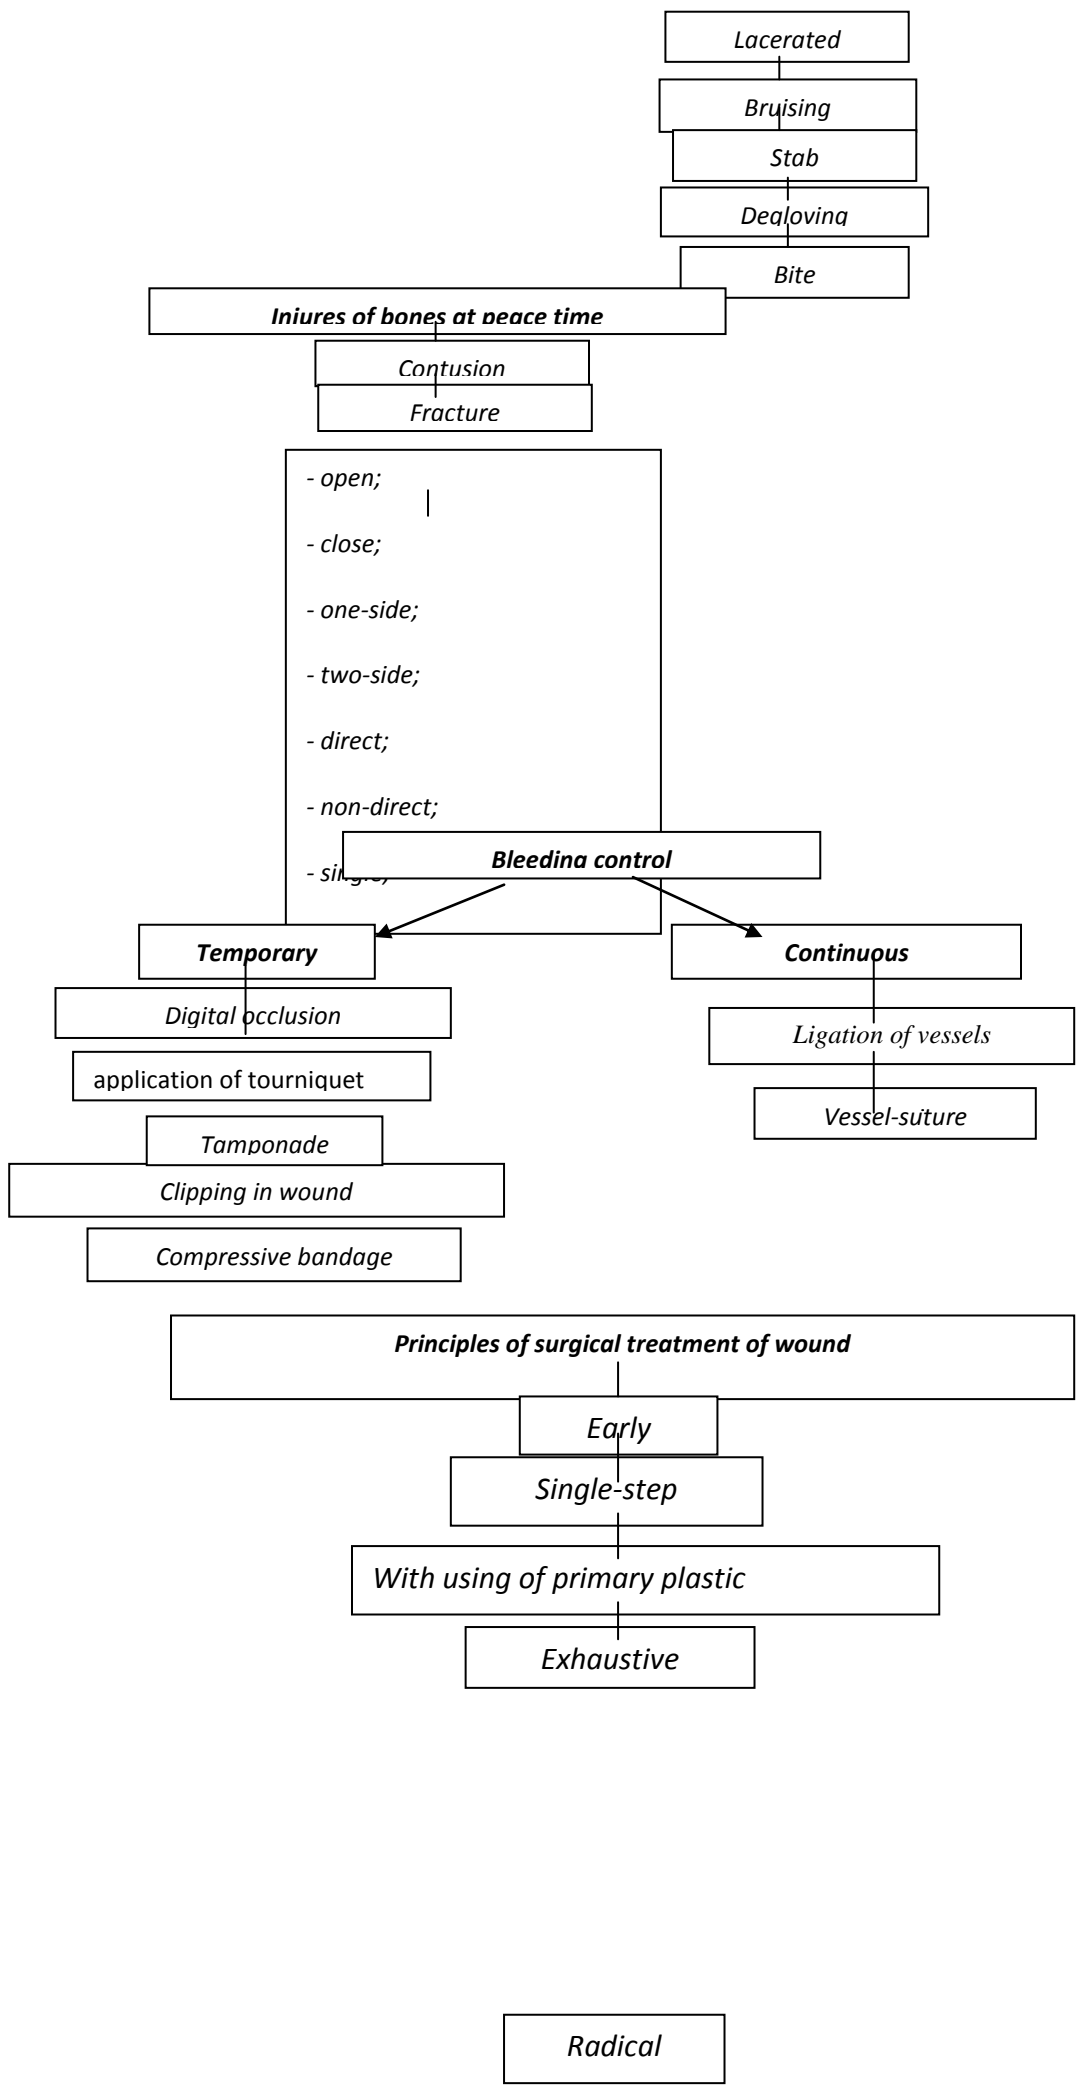 Lacerated
Bruising
Stab
Degloving
Bite
Injures of bones at peace time
Contusion
Fracture
- open;
- close;
- one-side;
- two-side;
- direct;
- non-direct;
- single;
Bleeding control
Temporary
Continuous
Digital occlusion
Ligation of vessels
application of tourniquet
Vessel-suture
Tamponade
Clipping in wound
Compressive bandage
Principles of surgical treatment of wound
Early
Single-step
With using of primary plastic
Exhaustive
Radical